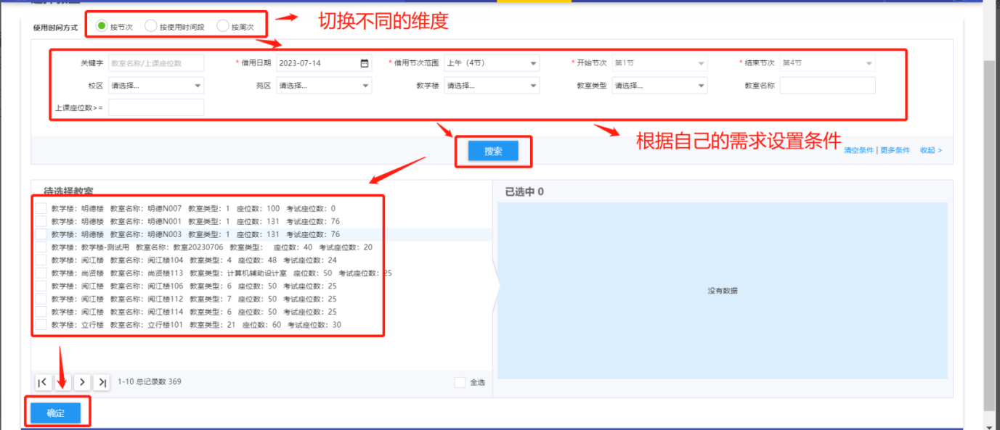 使用时间方式 按节次 按使用时间段 按周次 切换不同的维度
关键字 教室名称/上课座位数 * 借用日期 2023-07-14 * 借用节次范围 上午（4节） * 开始节次 第1节 * 结束节次 第4节
校区 请选择... 苑区 请选择... 教学楼 请选择... 教室类型 请选择... 教室名称
上课座位数>=
根据自己的需求设置条件
搜索 清空条件 | 更多条件 收起 >
待选择教室 已选中 0
教学楼：明德楼 教室名称：明德N007 教室类型：1 座位数：100 考试座位数：0
教学楼：明德楼 教室名称：明德N001 教室类型：1 座位数：131 考试座位数：76
教学楼：明德楼 教室名称：明德N003 教室类型：1 座位数：131 考试座位数：76
教学楼：教学楼-测试用 教室名称：教室20230706 教室类型： 座位数：40 考试座位数：20
教学楼：阅江楼 教室名称：阅江楼104 教室类型：4 座位数：48 考试座位数：24
教学楼：尚贤楼 教室名称：尚贤楼113 教室类型：计算机辅助设计室 座位数：50 考试座位数：25
教学楼：阅江楼 教室名称：阅江楼106 教室类型：6 座位数：50 考试座位数：25
没有数据
教学楼：阅江楼 教室名称：阅江楼112 教室类型：7 座位数：50 考试座位数：25
教学楼：阅江楼 教室名称：阅江楼114 教室类型：6 座位数：50 考试座位数：25
教学楼：立行楼 教室名称：立行楼101 教室类型：21 座位数：60 考试座位数：30
1-10 总记录数 369 全选
确定